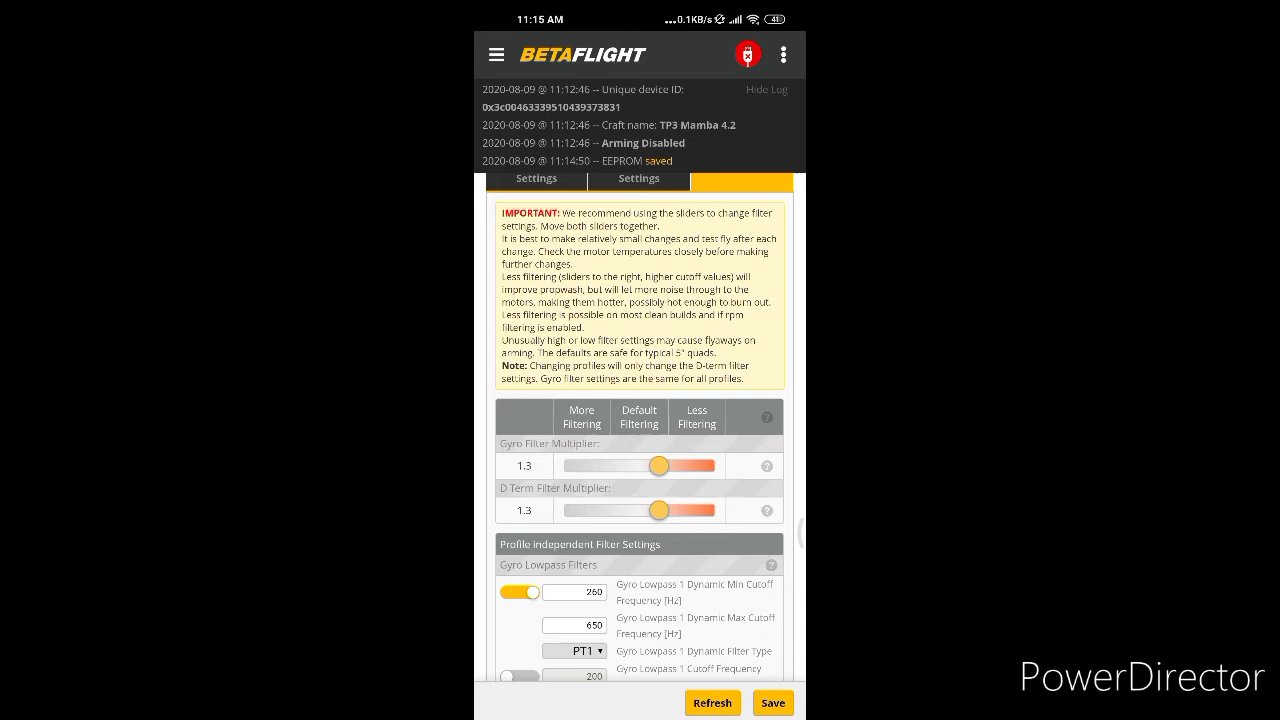 11:15 AM
...0.1KB/s
41
BETAFLIGHT
2020-08-09 @ 11:12:46 -- Unique device ID:
Hide Log
0x3c00463339510439373831
2020-08-09 @ 11:12:46 -- Craft name: TP3 Mamba 4.2
2020-08-09 @ 11:12:46 -- Arming Disabled
2020-08-09 @ 11:14:50 -- EEPROM saved
Settings
Settings
IMPORTANT: We recommend using the sliders to change filter
settings. Move both sliders together.
It is best to make relatively small changes and test fly after each
change. Check the motor temperatures closely before making
further changes.
Less filtering (sliders to the right, higher cutoff values) will
improve propwash, but will let more noise through to the
motors, making them hotter, possibly hot enough to burn out.
Less filtering is possible on most clean builds and if rpm
filtering is enabled.
Unusually high or low filter settings may cause flyaways on
arming. The defaults are safe for typical 5" quads.
Note: Changing profiles will only change the D-term filter
settings. Gyro filter settings are the same for all profiles.
More Filtering
Default Filtering
Less Filtering
?
Gyro Filter Multiplier:
1.3
?
D Term Filter Multiplier:
1.3
?
Profile independent Filter Settings
Gyro Lowpass Filters
?
260
Gyro Lowpass 1 Dynamic Min Cutoff
Frequency [Hz]
650
Gyro Lowpass 1 Dynamic Max Cutoff
Frequency [Hz]
PT1
Gyro Lowpass 1 Dynamic Filter Type
200
Gyro Lowpass 1 Cutoff Frequency
Refresh
Save
PowerDirector